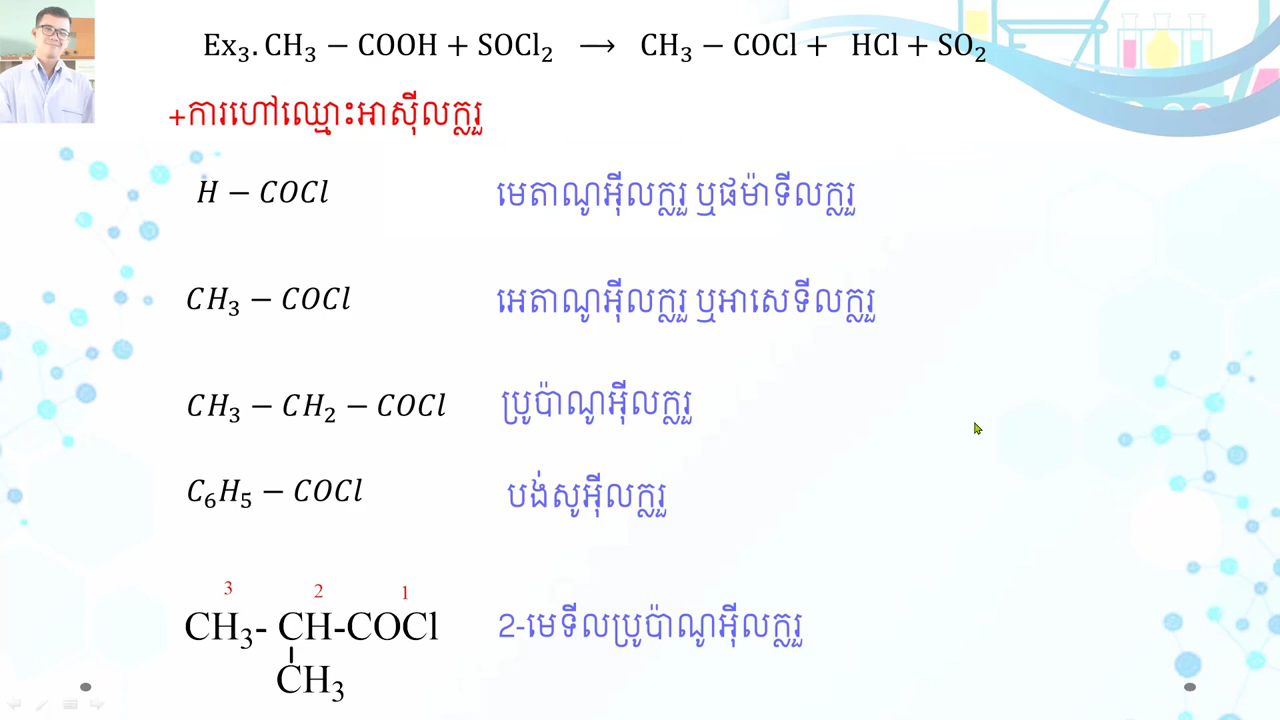 Ex₃. CH₃ − COOH + SOCl₂ ⟶ CH₃ − COCl + HCl + SO₂
+ការហៅឈ្មោះអាស៊ីលក្លរួ
H − COCl មេតាណូអ៊ីលក្លរួ ឬផម៉ាទីលក្លរួ
CH₃ − COCl អេតាណូអ៊ីលក្លរួ ឬអាសេទីលក្លរួ
CH₃ − CH₂ − COCl ប្រូប៉ាណូអ៊ីលក្លរួ
C₆H₅ − COCl បង់សូអ៊ីលក្លរួ
3 2 1
CH₃- CH-COCl 2-មេទីលប្រូប៉ាណូអ៊ីលក្លរួ
CH₃